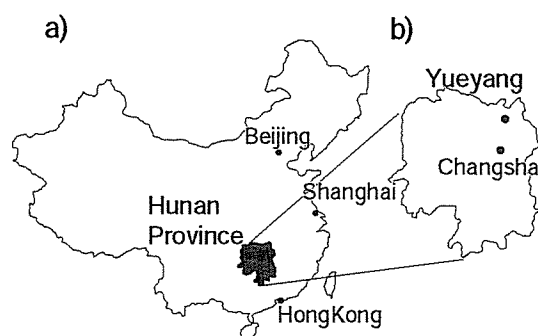 a)
b)
Yueyang
Beijing
Changsha
Shanghai
Hunan
Province
HongKong